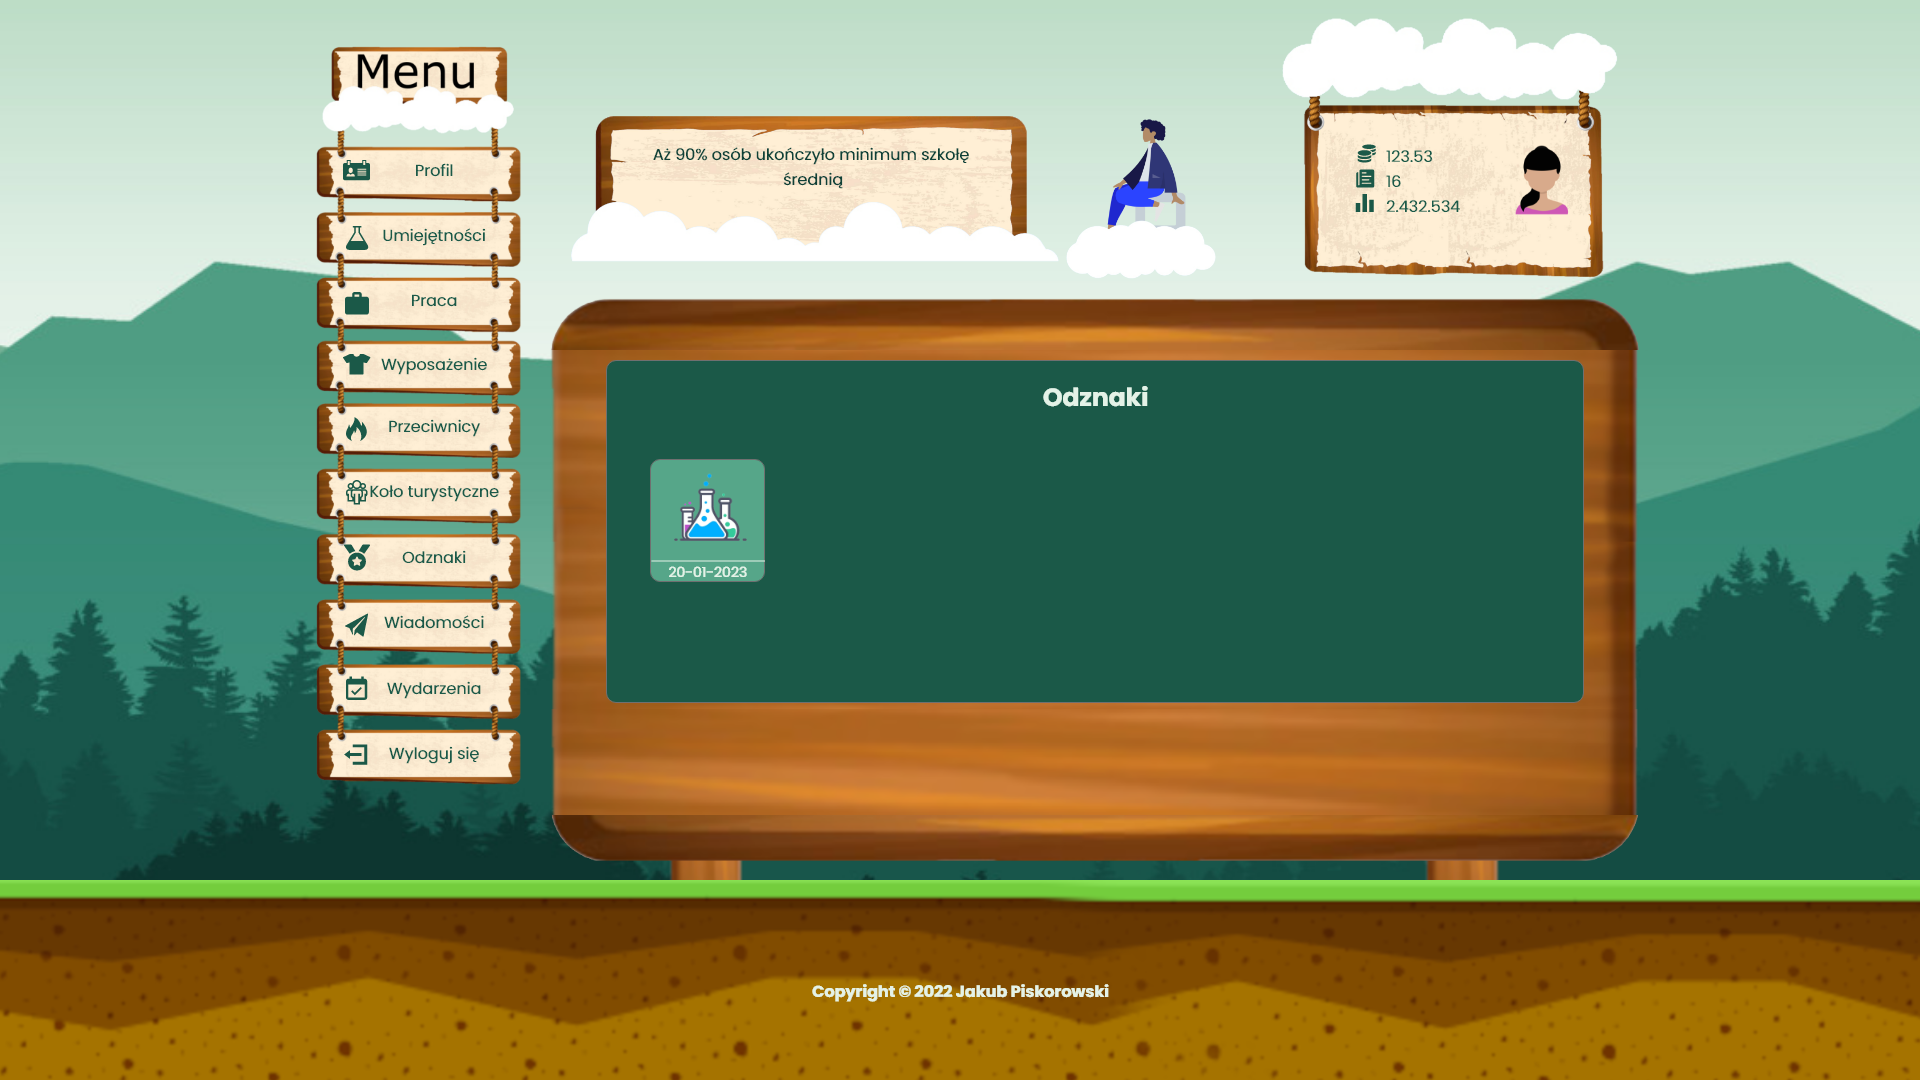 Menu
Profil
Umiejętności
Praca
Wyposażenie
Przeciwnicy
Koło turystyczne
Odznaki
Wiadomości
Wydarzenia
Wyloguj się
Aż 90% osób ukończyło minimum szkołę
średnią
123.53
16
2.432.534
Odznaki
20-01-2023
Copyright © 2022 Jakub Piskorowski